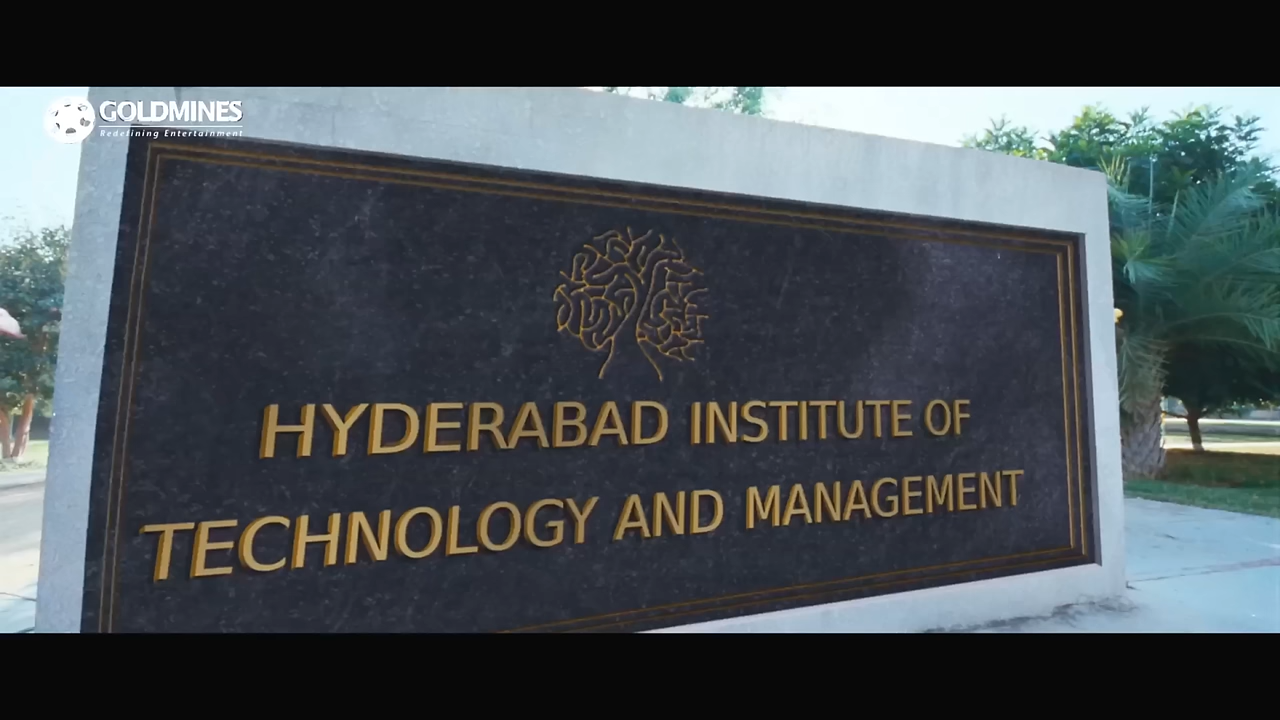 GOLDMINES
Redefining Entertainment
HYDERABAD INSTITUTE OF
TECHNOLOGY AND MANAGEMENT